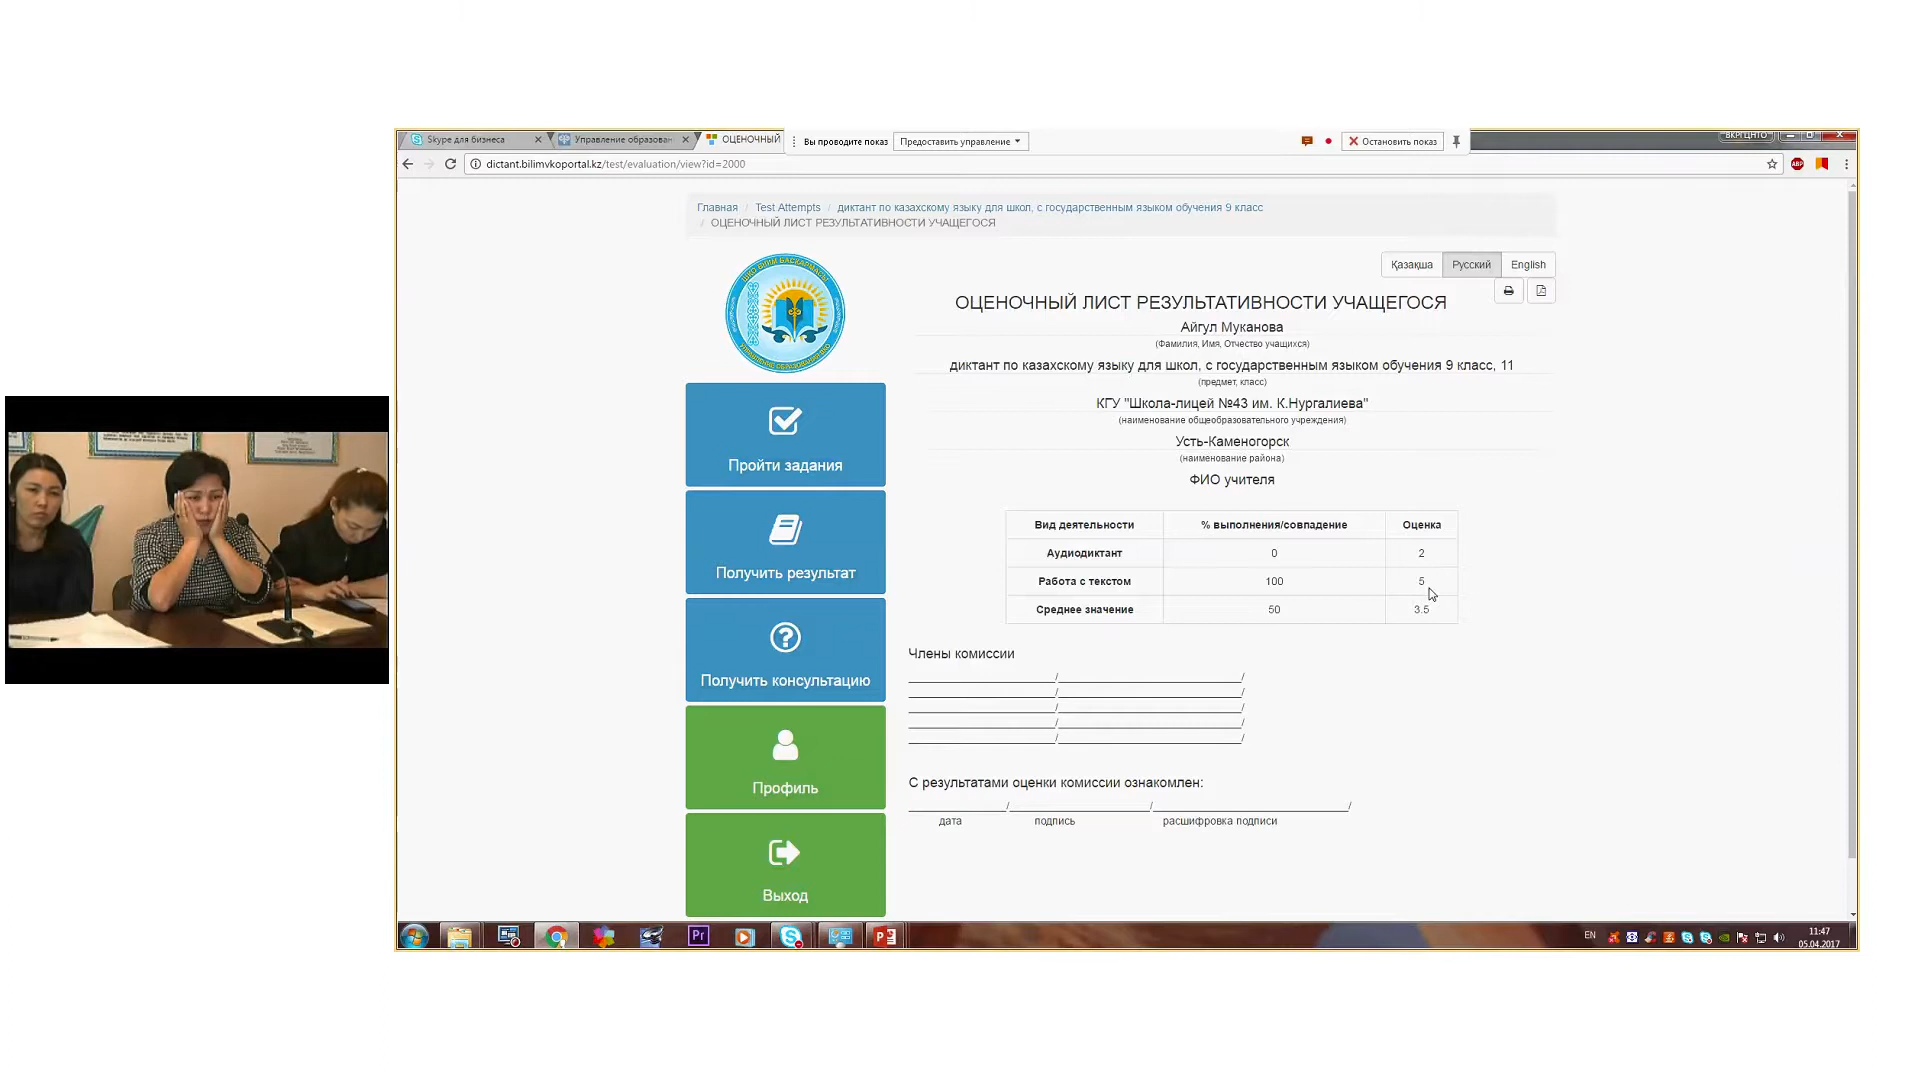 Skype для бизнеса
Управление образован
ОЦЕНОЧНЫЙ
Вы проводите показ
Предоставить управление
Остановить показ
ВКРГЦНТО
dictant.bilimvkoportal.kz/test/evaluation/view?id=2000
ABP
Главная / Test Attempts / диктант по казахскому языку для школ, с государственным языком обучения 9 класс
/ ОЦЕНОЧНЫЙ ЛИСТ РЕЗУЛЬТАТИВНОСТИ УЧАЩЕГОСЯ
Қазақша Русский English
ОЦЕНОЧНЫЙ ЛИСТ РЕЗУЛЬТАТИВНОСТИ УЧАЩЕГОСЯ
Айгул Муканова
(Фамилия, Имя, Отчество учащихся)
диктант по казахскому языку для школ, с государственным языком обучения 9 класс, 11
(предмет, класс)
КГУ "Школа-лицей №43 им. К.Нургалиева"
(наименование общеобразовательного учреждения)
Усть-Каменогорск
(наименование района)
ФИО учителя
Пройти задания
Получить результат
Получить консультацию
Профиль
Выход
Вид деятельности % выполнения/совпадение Оценка
Аудиодиктант 0 2
Работа с текстом 100 5
Среднее значение 50 3.5
Члены комиссии
С результатами оценки комиссии ознакомлен:
дата подпись расшифровка подписи
Pr
EN
11:47
05.04.2017